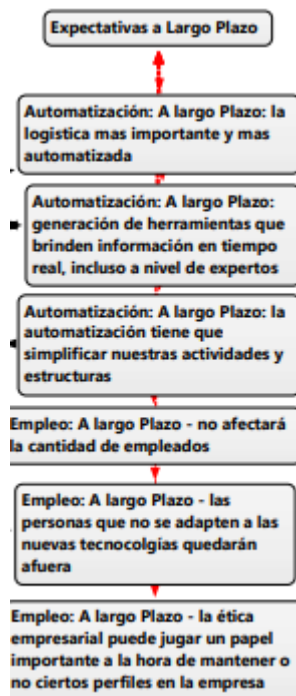 Expectativas a Largo Plazo
Automatización: A largo Plazo: la
logistica mas importante y mas
automatizada
Automatización: A largo Plazo:
generación de herramientas que
brinden información en tiempo
real, incluso a nivel de expertos
Automatización: A largo Plazo: la
automatización tiene que
simplificar nuestras actividades y
estructuras
Empleo: A largo Plazo - no afectará
la cantidad de empleados
Empleo: A largo Plazo - las
personas que no se adapten a las
nuevas tecnocolgías quedarán
afuera
Empleo: A largo Plazo - la ética
empresarial puede jugar un papel
importante a la hora de mantener o
no ciertos perfiles en la empresa